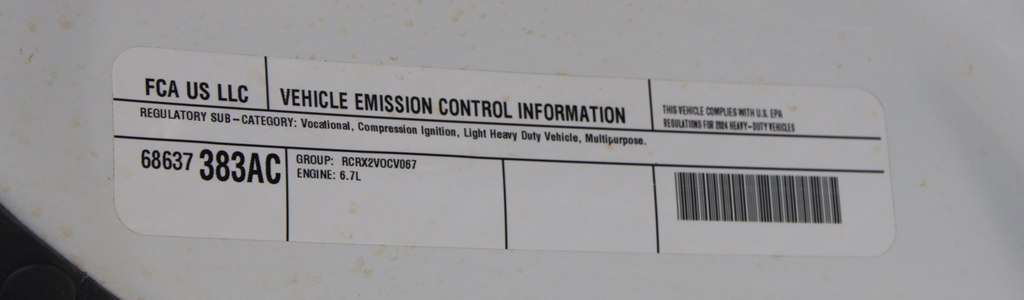 FCA US LLC
VEHICLE EMISSION CONTROL INFORMATION
THIS VEHICLE COMPLIES WITH U.S. EPA
REGULATIONS FOR 2024 HEAVY-DUTY VEHICLES
REGULATORY SUB-CATEGORY: Vocational, Compression Ignition, Light Heavy Duty Vehicle, Multipurpose.
68637 383AC
GROUP: RCRX2VOCV067
ENGINE: 6.7L